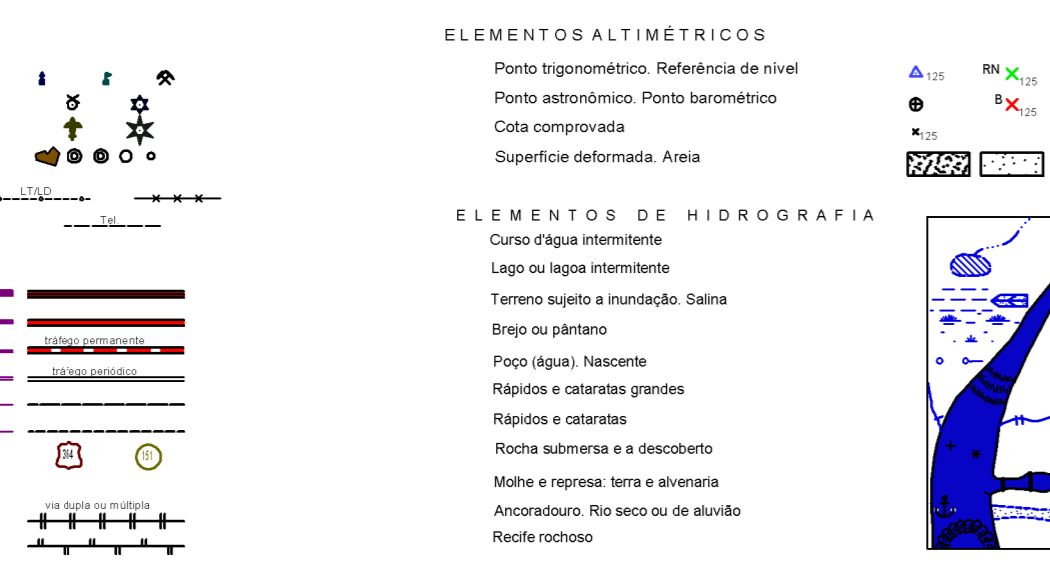 ELEMENTOS ALTIMÉTRICOS
Ponto trigonométrico. Referência de nível
125
RN
125
Ponto astronômico. Ponto barométrico
B
125
Cota comprovada
125
Superfície deformada. Areia
LT/LD
Tel.
ELEMENTOS DE HIDROGRAFIA
Curso d'água intermitente
Lago ou lagoa intermitente
Terreno sujeito a inundação. Salina
Brejo ou pântano
Poço (água). Nascente
Rápidos e cataratas grandes
Rápidos e cataratas
Rocha submersa e a descoberto
Molhe e represa: terra e alvenaria
Ancoradouro. Rio seco ou de aluvião
Recife rochoso
tráfego permanente
tráfego periódico
364
151
via dupla ou múltipla